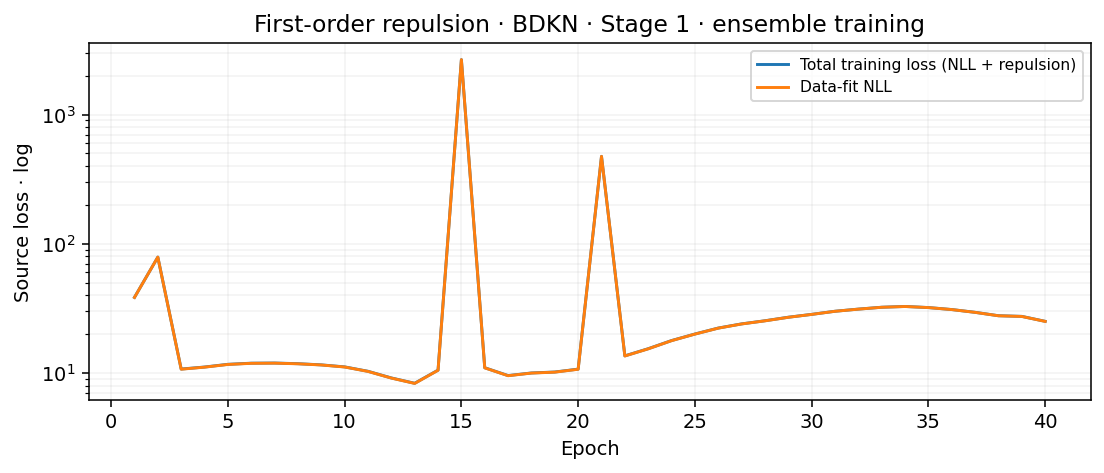 First-order repulsion · BDKN · Stage 1 · ensemble training
Total training loss (NLL + repulsion)
Data-fit NLL
Source loss · log
10³
10²
10¹
0 5 10 15 20 25 30 35 40
Epoch